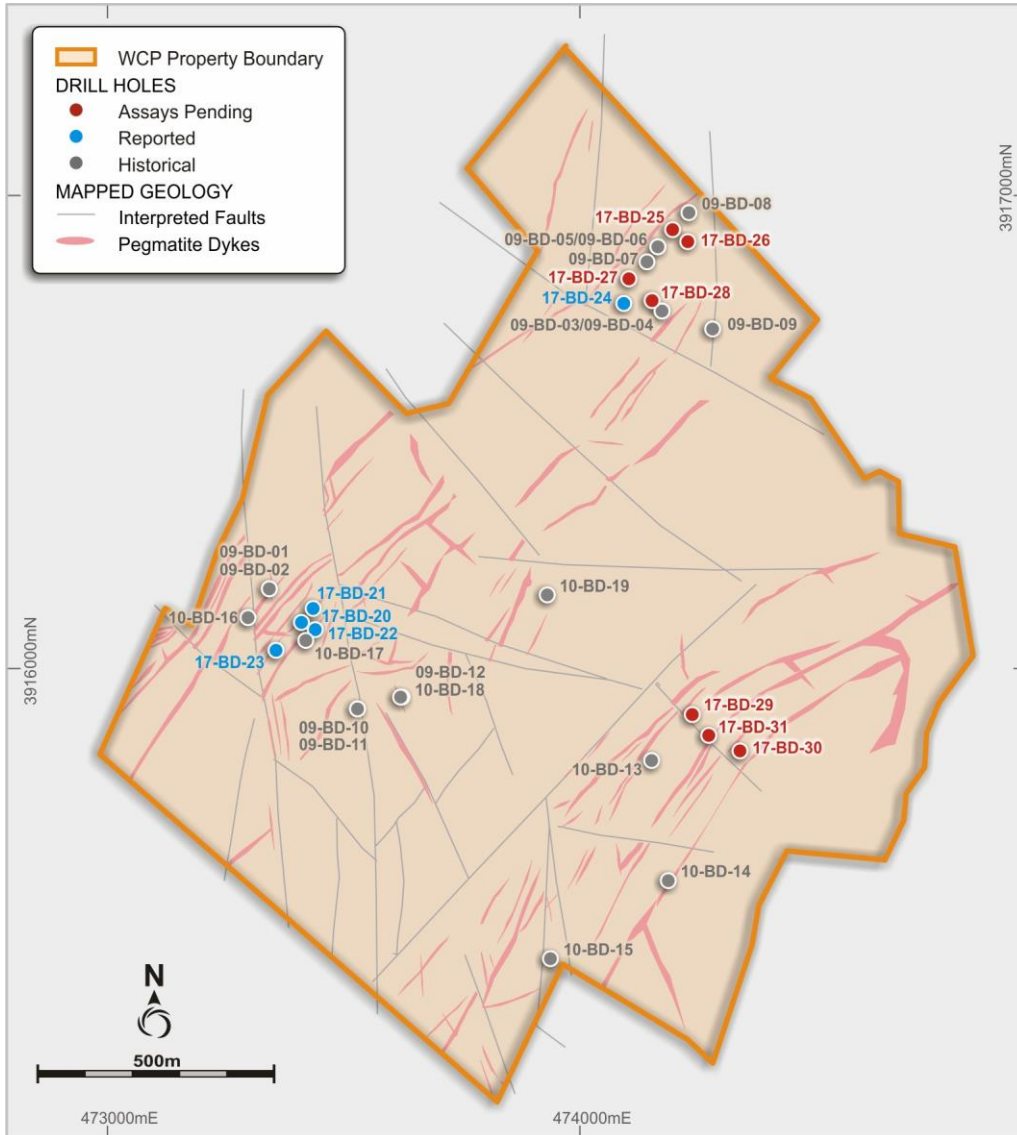 WCP Property Boundary
DRILL HOLES
Assays Pending
Reported
Historical
MAPPED GEOLOGY
Interpreted Faults
Pegmatite Dykes
3917000mN
09-BD-08
17-BD-25
09-BD-05/09-BD-06
17-BD-26
09-BD-07
17-BD-27
17-BD-28
17-BD-24
09-BD-03/09-BD-04
09-BD-09
09-BD-01
09-BD-02
17-BD-21
10-BD-19
10-BD-16
17-BD-20
17-BD-22
10-BD-17
17-BD-23
3916000mN
09-BD-12
10-BD-18
09-BD-10
09-BD-11
17-BD-29
17-BD-31
17-BD-30
10-BD-13
10-BD-14
10-BD-15
N
500m
473000mE
474000mE